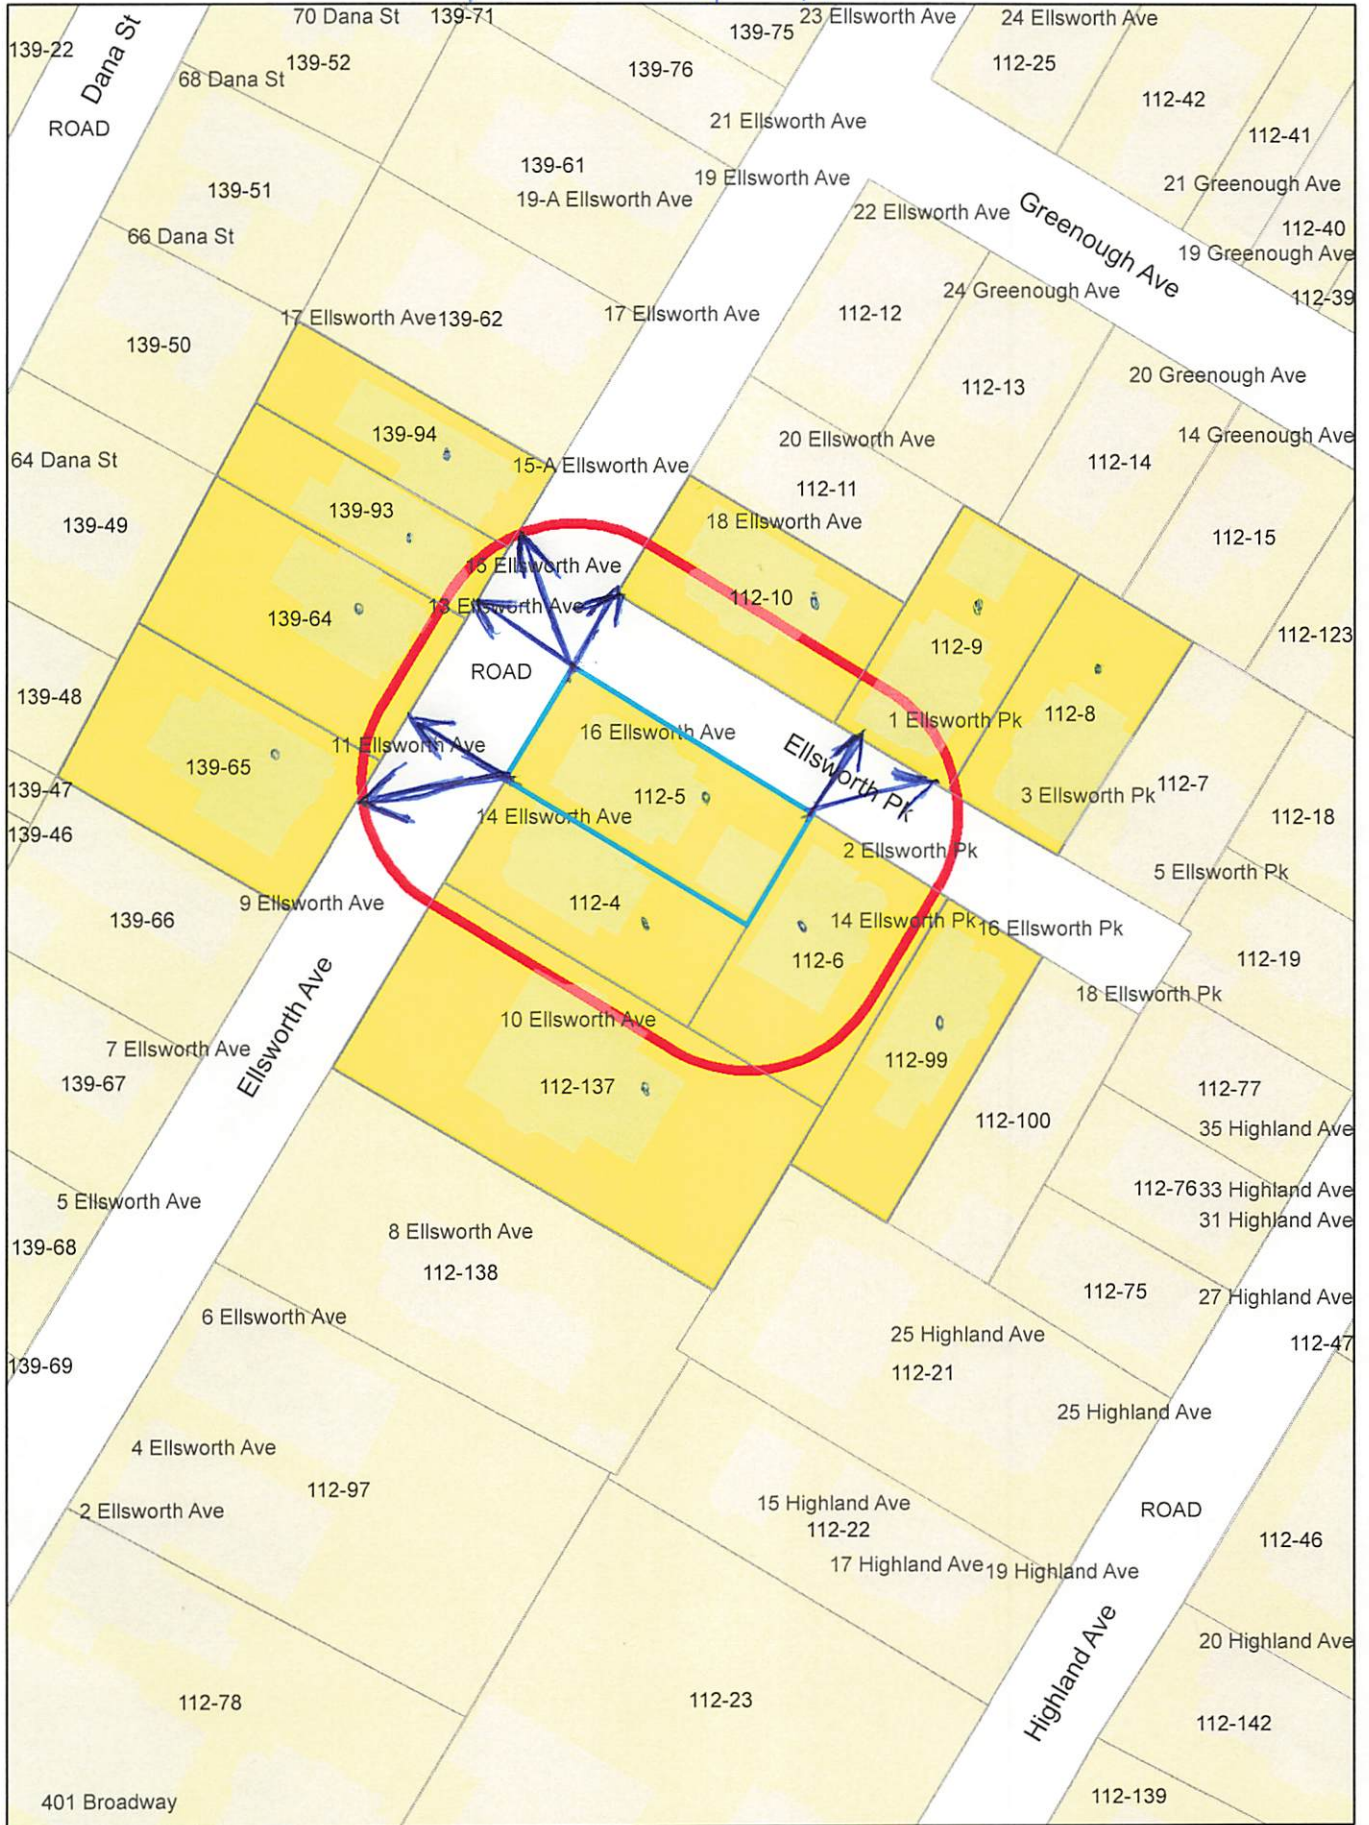 70 Dana St
139-71
23 Ellsworth Ave
24 Ellsworth Ave
139-22
Dana St
139-52
139-75
139-76
112-25
68 Dana St
112-42
ROAD
21 Ellsworth Ave
112-41
139-61
19 Ellsworth Ave
139-51
19-A Ellsworth Ave
21 Greenough Ave
22 Ellsworth Ave
Greenough Ave
112-40
66 Dana St
19 Greenough Ave
24 Greenough Ave
112-39
17 Ellsworth Ave
139-62
17 Ellsworth Ave
112-12
139-50
20 Greenough Ave
112-13
139-94
20 Ellsworth Ave
14 Greenough Ave
64 Dana St
15-A Ellsworth Ave
112-14
112-11
139-93
18 Ellsworth Ave
139-49
112-15
15 Ellsworth Ave
13 Ellsworth Ave
112-10
139-64
112-9
112-123
ROAD
139-48
1 Ellsworth Pk
112-8
16 Ellsworth Ave
11 Ellsworth Ave
Ellsworth Pk
139-65
112-7
139-47
112-5
3 Ellsworth Pk
14 Ellsworth Ave
112-18
139-46
2 Ellsworth Pk
5 Ellsworth Pk
9 Ellsworth Ave
112-4
139-66
14 Ellsworth Pk
16 Ellsworth Pk
112-6
112-19
18 Ellsworth Pk
10 Ellsworth Ave
Ellsworth Ave
7 Ellsworth Ave
112-99
139-67
112-137
112-77
112-100
35 Highland Ave
112-76
33 Highland Ave
5 Ellsworth Ave
31 Highland Ave
8 Ellsworth Ave
139-68
112-138
112-75
27 Highland Ave
6 Ellsworth Ave
25 Highland Ave
112-47
139-69
112-21
25 Highland Ave
4 Ellsworth Ave
112-97
2 Ellsworth Ave
15 Highland Ave
ROAD
112-22
112-46
17 Highland Ave
19 Highland Ave
Highland Ave
20 Highland Ave
112-78
112-23
112-142
401 Broadway
112-139